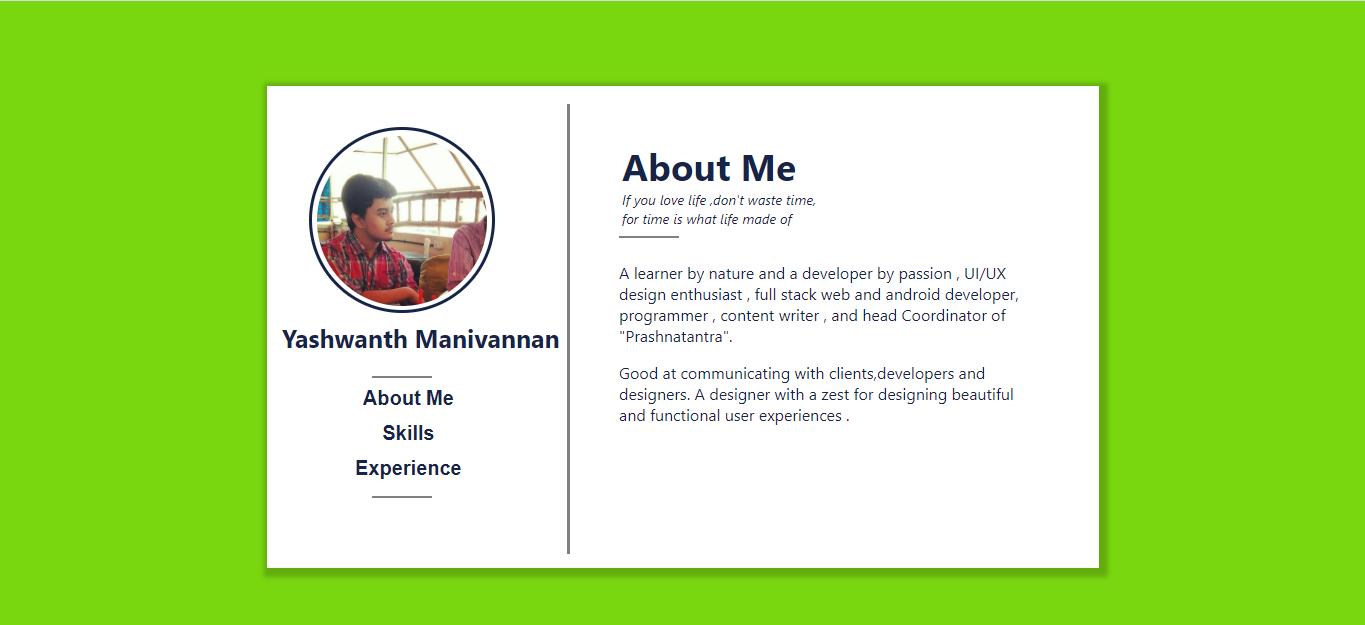 Yashwanth Manivannan
About Me
Skills
Experience
About Me
If you love life ,don't waste time,
for time is what life made of
A learner by nature and a developer by passion , UI/UX
design enthusiast , full stack web and android developer,
programmer , content writer , and head Coordinator of
"Prashnatantra".
Good at communicating with clients,developers and
designers. A designer with a zest for designing beautiful
and functional user experiences .